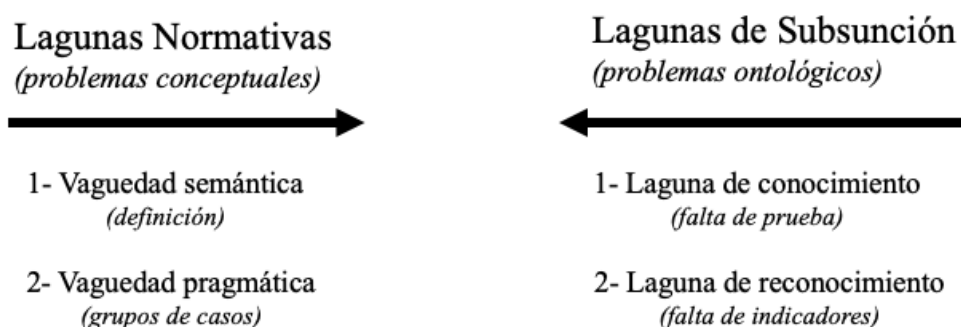 Lagunas Normativas
(problemas conceptuales)
1- Vaguedad semántica
(definición)
2- Vaguedad pragmática
(grupos de casos)
Lagunas de Subsunción
(problemas ontológicos)
1- Laguna de conocimiento
(falta de prueba)
2- Laguna de reconocimiento
(falta de indicadores)